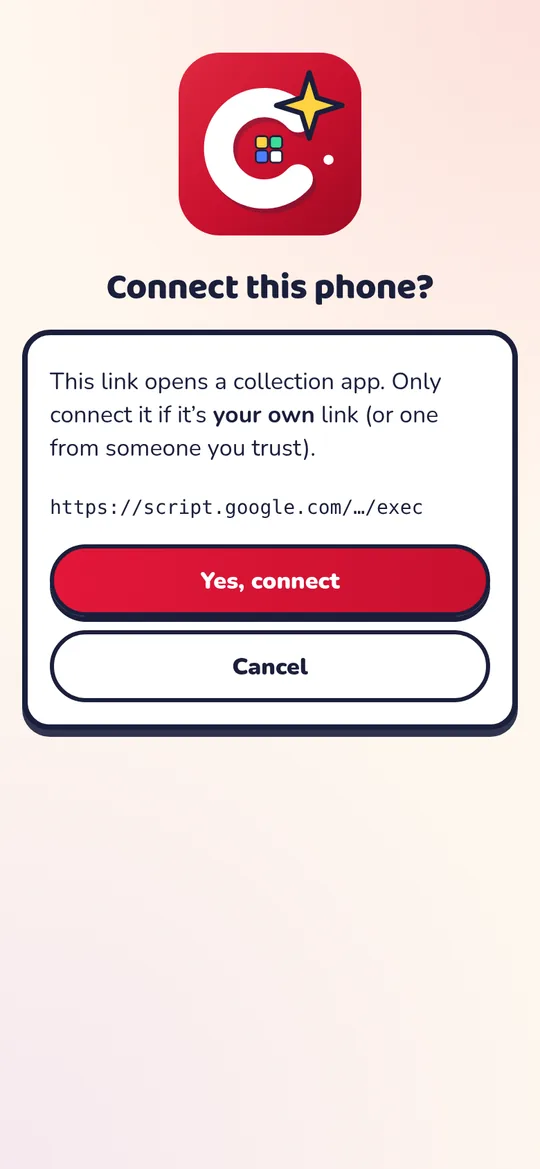 Connect this phone?
This link opens a collection app. Only
connect it if it’s your own link (or one
from someone you trust).
https://script.google.com/…/exec
Yes, connect
Cancel